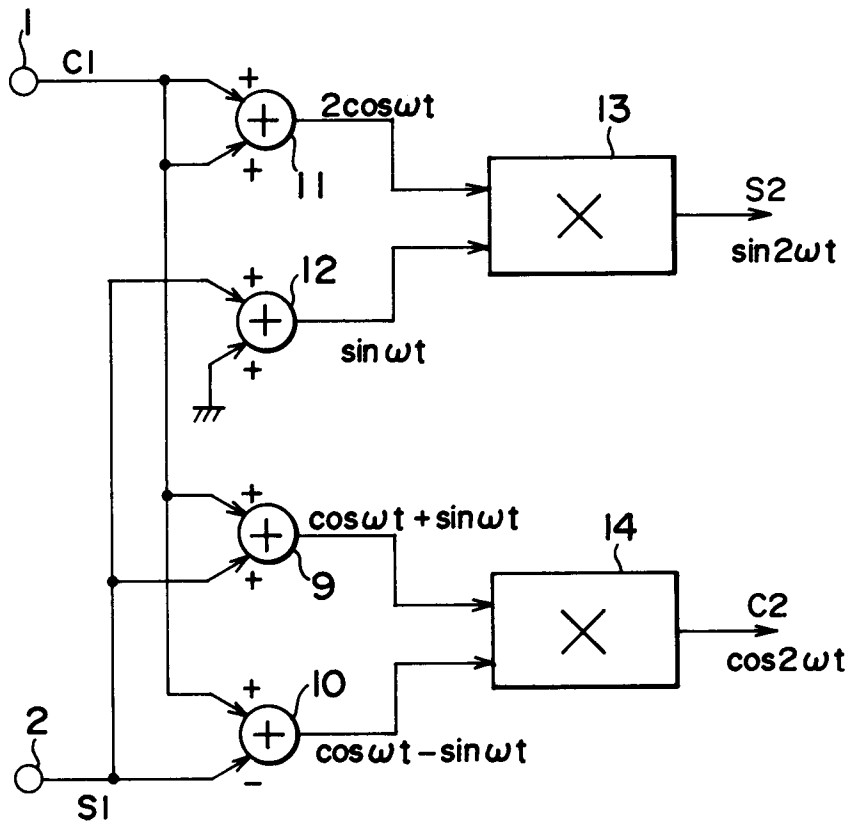 1
C1
+
+
+
2cosωt
11
13
×
S2
sin2ωt
+
12
+
+
sinωt
+
+
+
cosωt+sinωt
9
14
×
C2
cos2ωt
+
10
+
-
cosωt-sinωt
2
S1